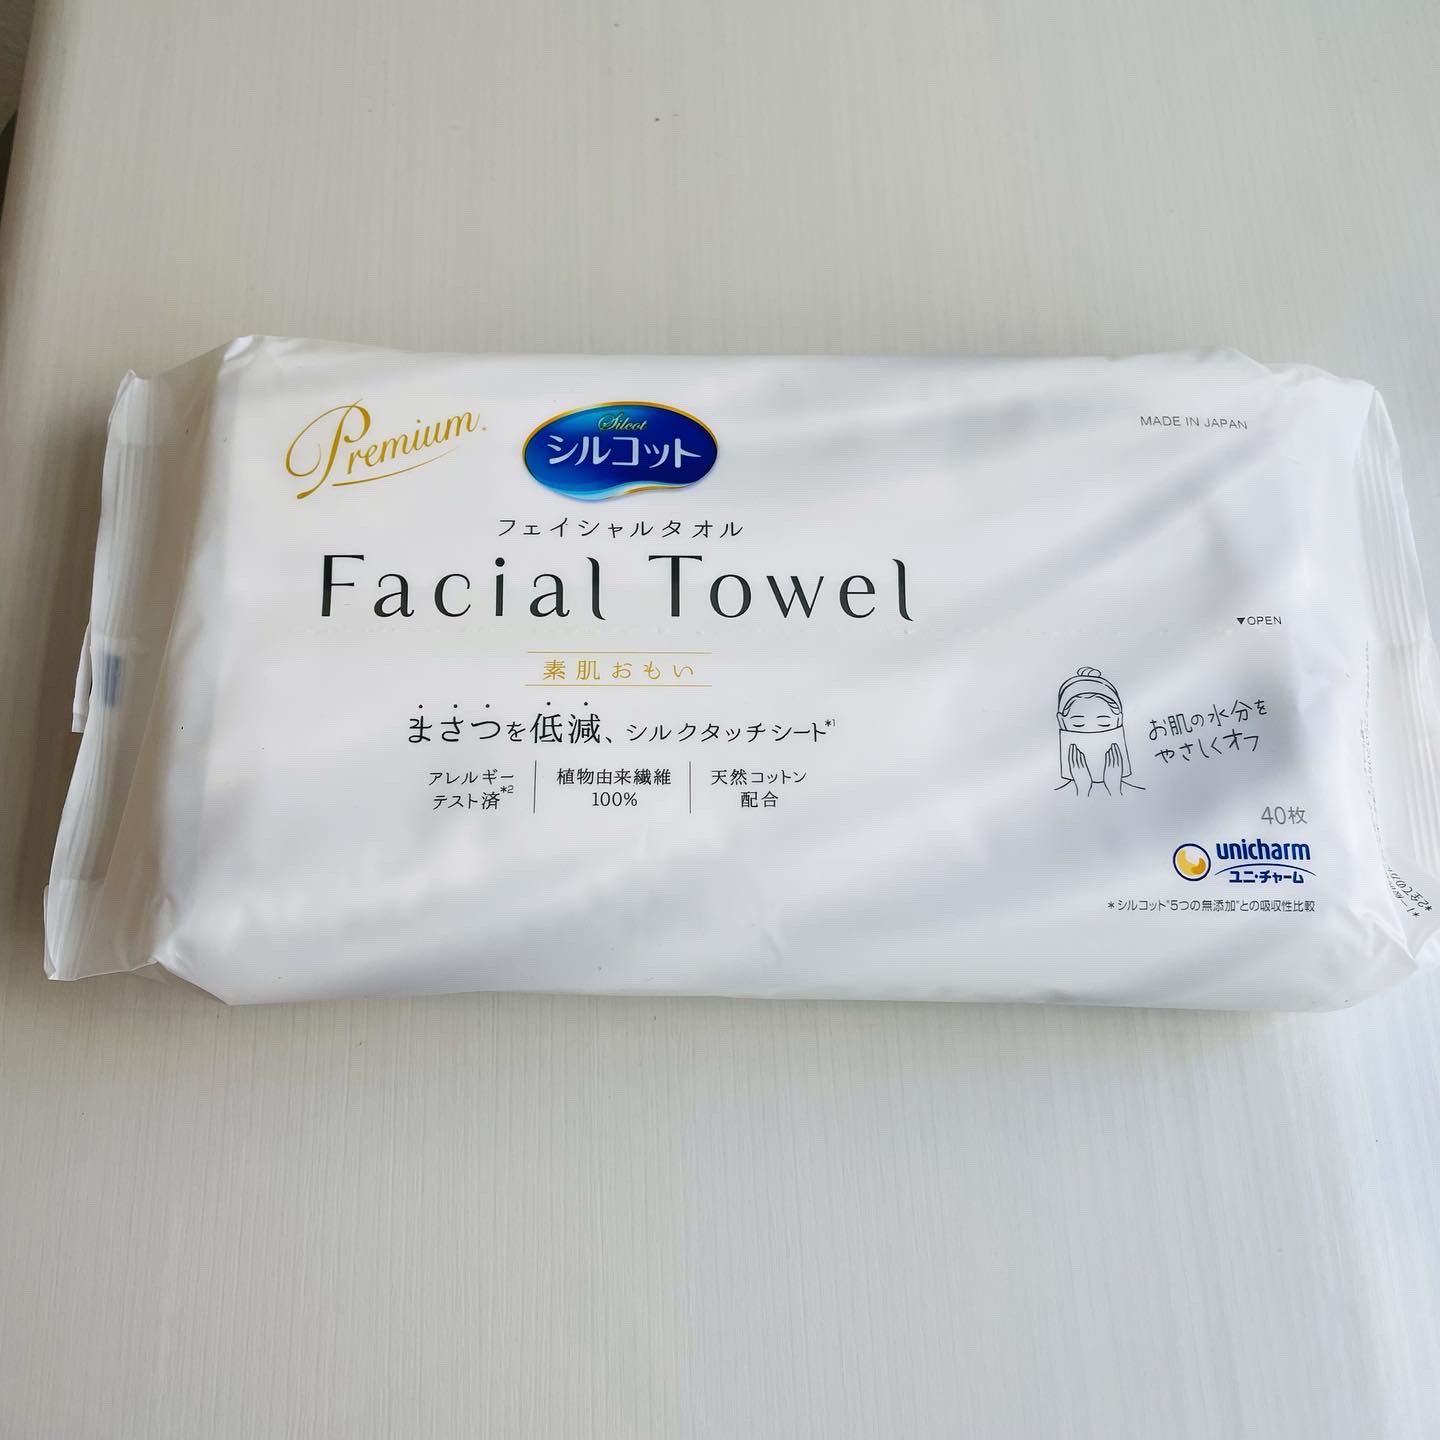 Premium
Silcot
シルコット
MADE IN JAPAN
フェイシャルタオル
Facial Towel
▼OPEN
素肌おもい
まさつを低減、シルクタッチシート*1
アレルギー
テスト済*2
植物由来繊維
100%
天然コットン
配合
お肌の水分を
やさしくオフ
40枚
unicharm
ユニ・チャーム
*シルコット"5つの無添加"との吸収性比較